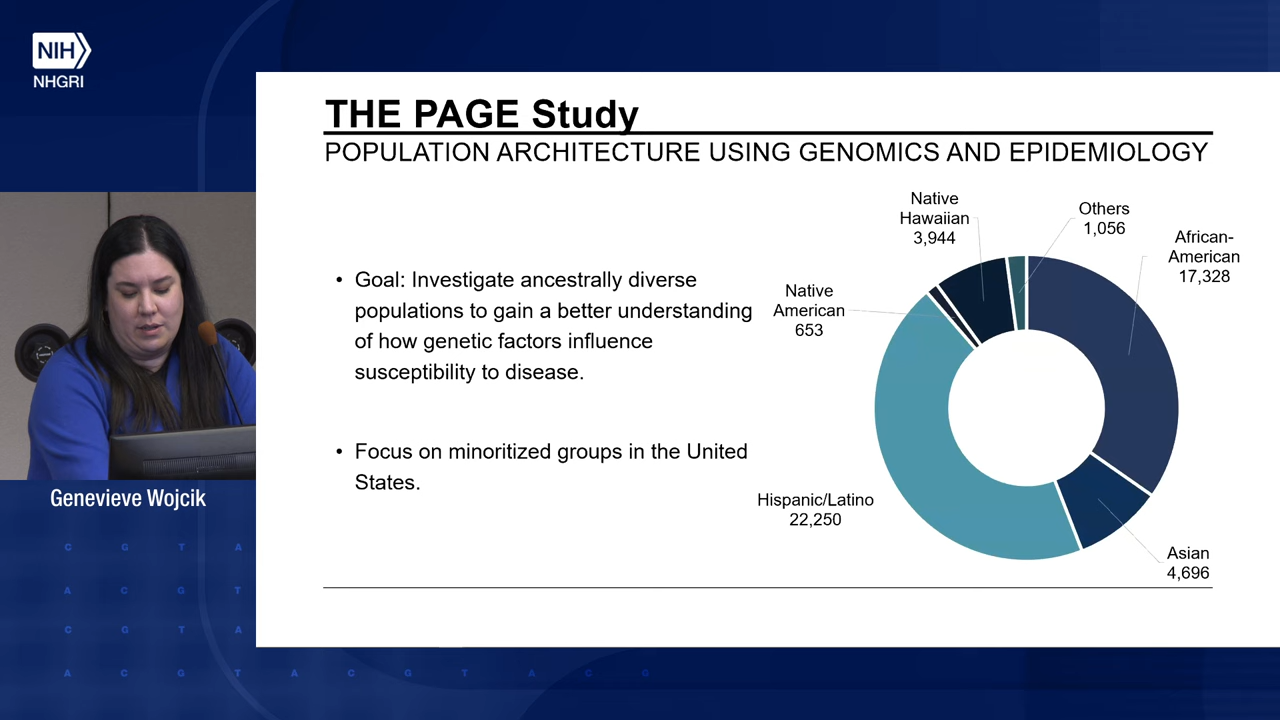 NIH
NHGRI
THE PAGE Study
POPULATION ARCHITECTURE USING GENOMICS AND EPIDEMIOLOGY
• Goal: Investigate ancestrally diverse
populations to gain a better understanding
of how genetic factors influence
susceptibility to disease.
• Focus on minoritized groups in the United
States.
Native
Hawaiian
3,944
Others
1,056
African-
American
17,328
Native
American
653
Hispanic/Latino
22,250
Asian
4,696
Genevieve Wojcik
C G T A
A C G T
C G T A
A C G T A C G T A C G